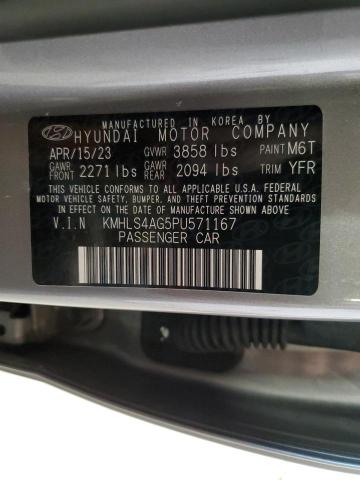 MANUFACTURED IN KOREA BY
HYUNDAI MOTOR COMPANY
APR/15/23 GVWR 3858 lbs PAINT M6T
GAWR FRONT 2271 lbs GAWR REAR 2094 lbs TRIM YFR
THIS VEHICLE CONFORMS TO ALL APPLICABLE U.S.A. FEDERAL
MOTOR VEHICLE SAFETY, BUMPER, AND THEFT PREVENTION STANDARDS
IN EFFECT ON THE DATE OF MANUFACTURE SHOWN ABOVE.
V.I.N KMHLS4AG5PU571167
PASSENGER CAR